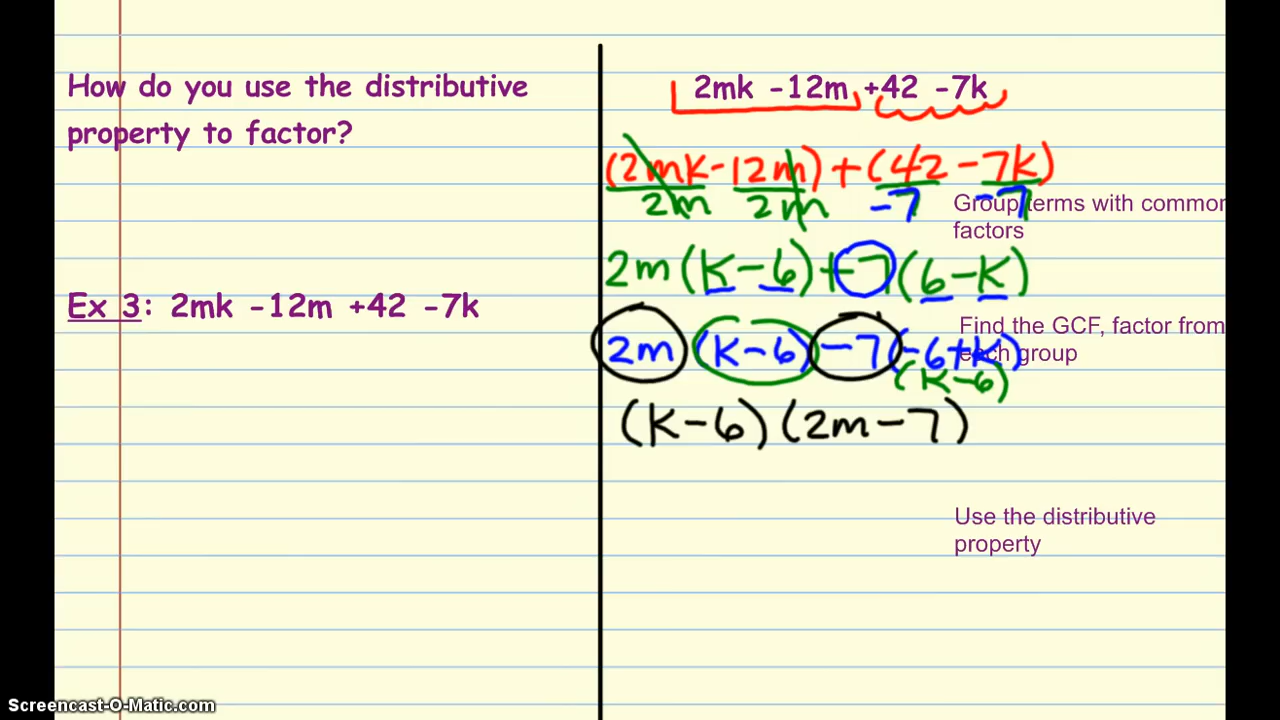 How do you use the distributive
property to factor?
Ex 3: 2mk -12m +42 -7k
2mk -12m +42 -7k
(2mk-12m) + (42-7k)
2m 2m -7 -7
Group terms with common
factors
2m(k-6)+-7(6-k)
Find the GCF, factor from
each group
2m (k-6) -7(-6+k)
(k-6)
(k-6)(2m-7)
Use the distributive
property
Screencast-O-Matic.com